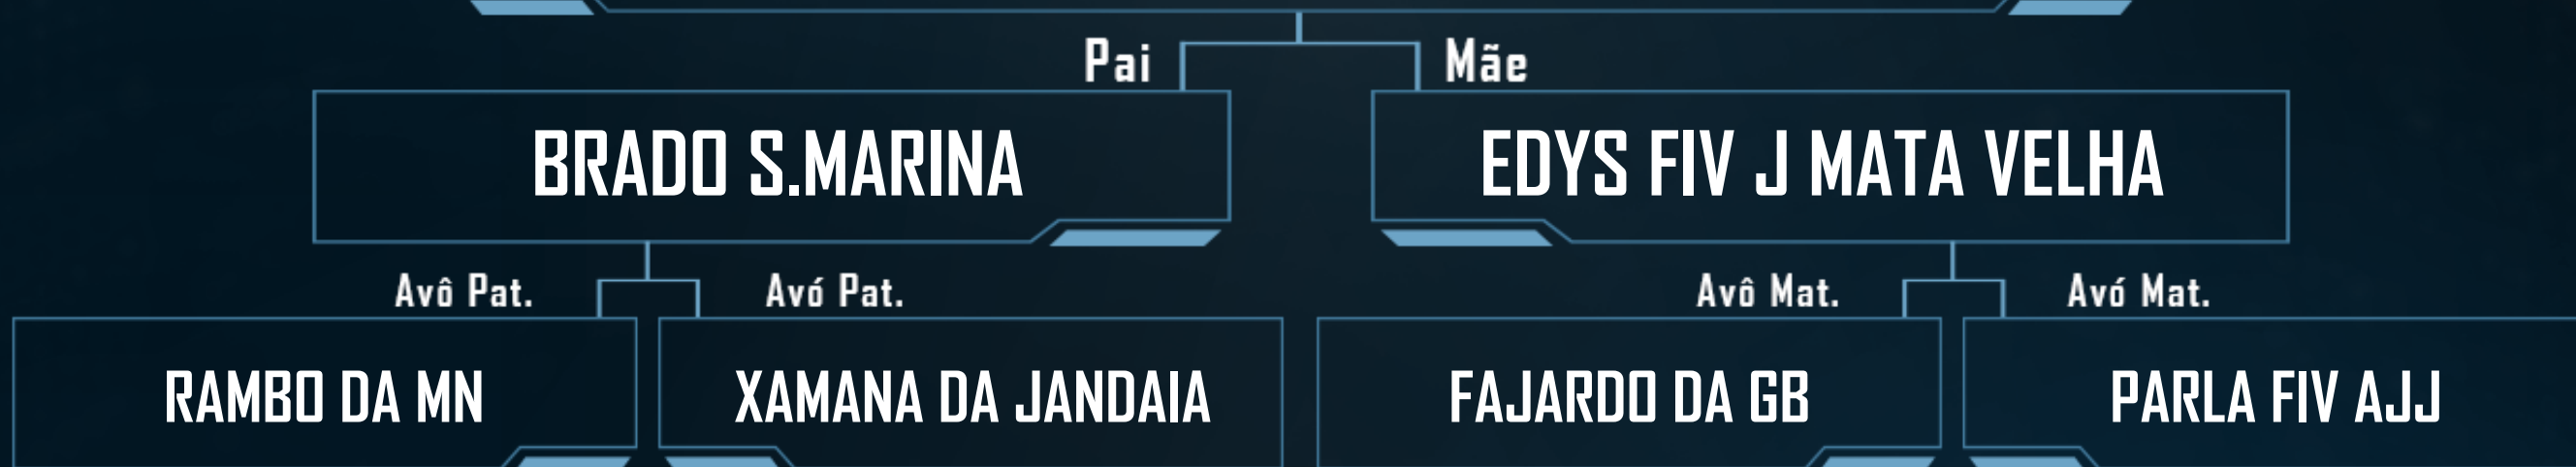 Pai Mãe
BRADO S.MARINA EDYS FIV J MATA VELHA
Avô Pat. Avó Pat. Avô Mat. Avó Mat.
RAMBO DA MN XAMANA DA JANDAIA FAJARDO DA GB PARLA FIV AJJ